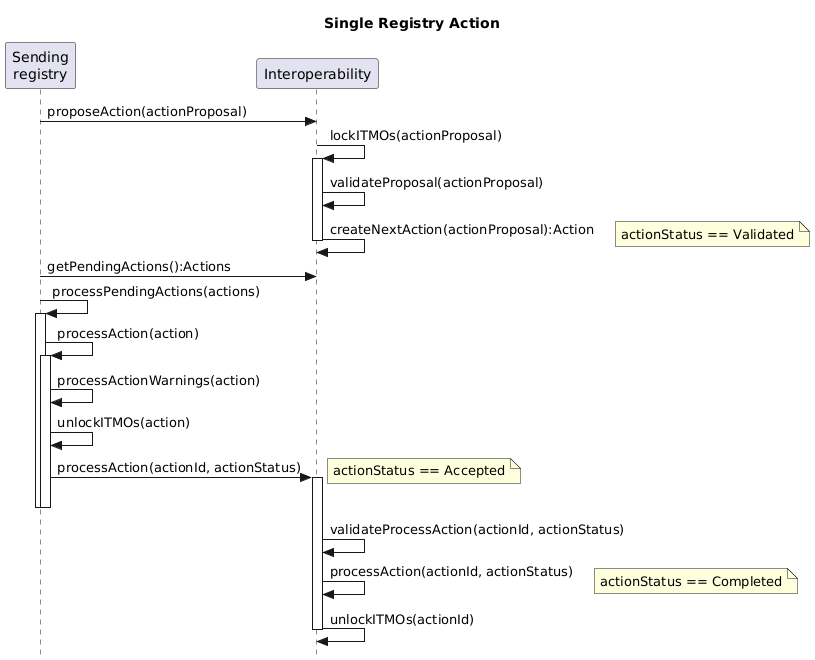 Single Registry Action
Sending
registry
Interoperability
proposeAction(actionProposal)
lockITMOs(actionProposal)
validateProposal(actionProposal)
createNextAction(actionProposal):Action
actionStatus == Validated
getPendingActions():Actions
processPendingActions(actions)
processAction(action)
processActionWarnings(action)
unlockITMOs(action)
processAction(actionId, actionStatus)
actionStatus == Accepted
validateProcessAction(actionId, actionStatus)
processAction(actionId, actionStatus)
actionStatus == Completed
unlockITMOs(actionId)